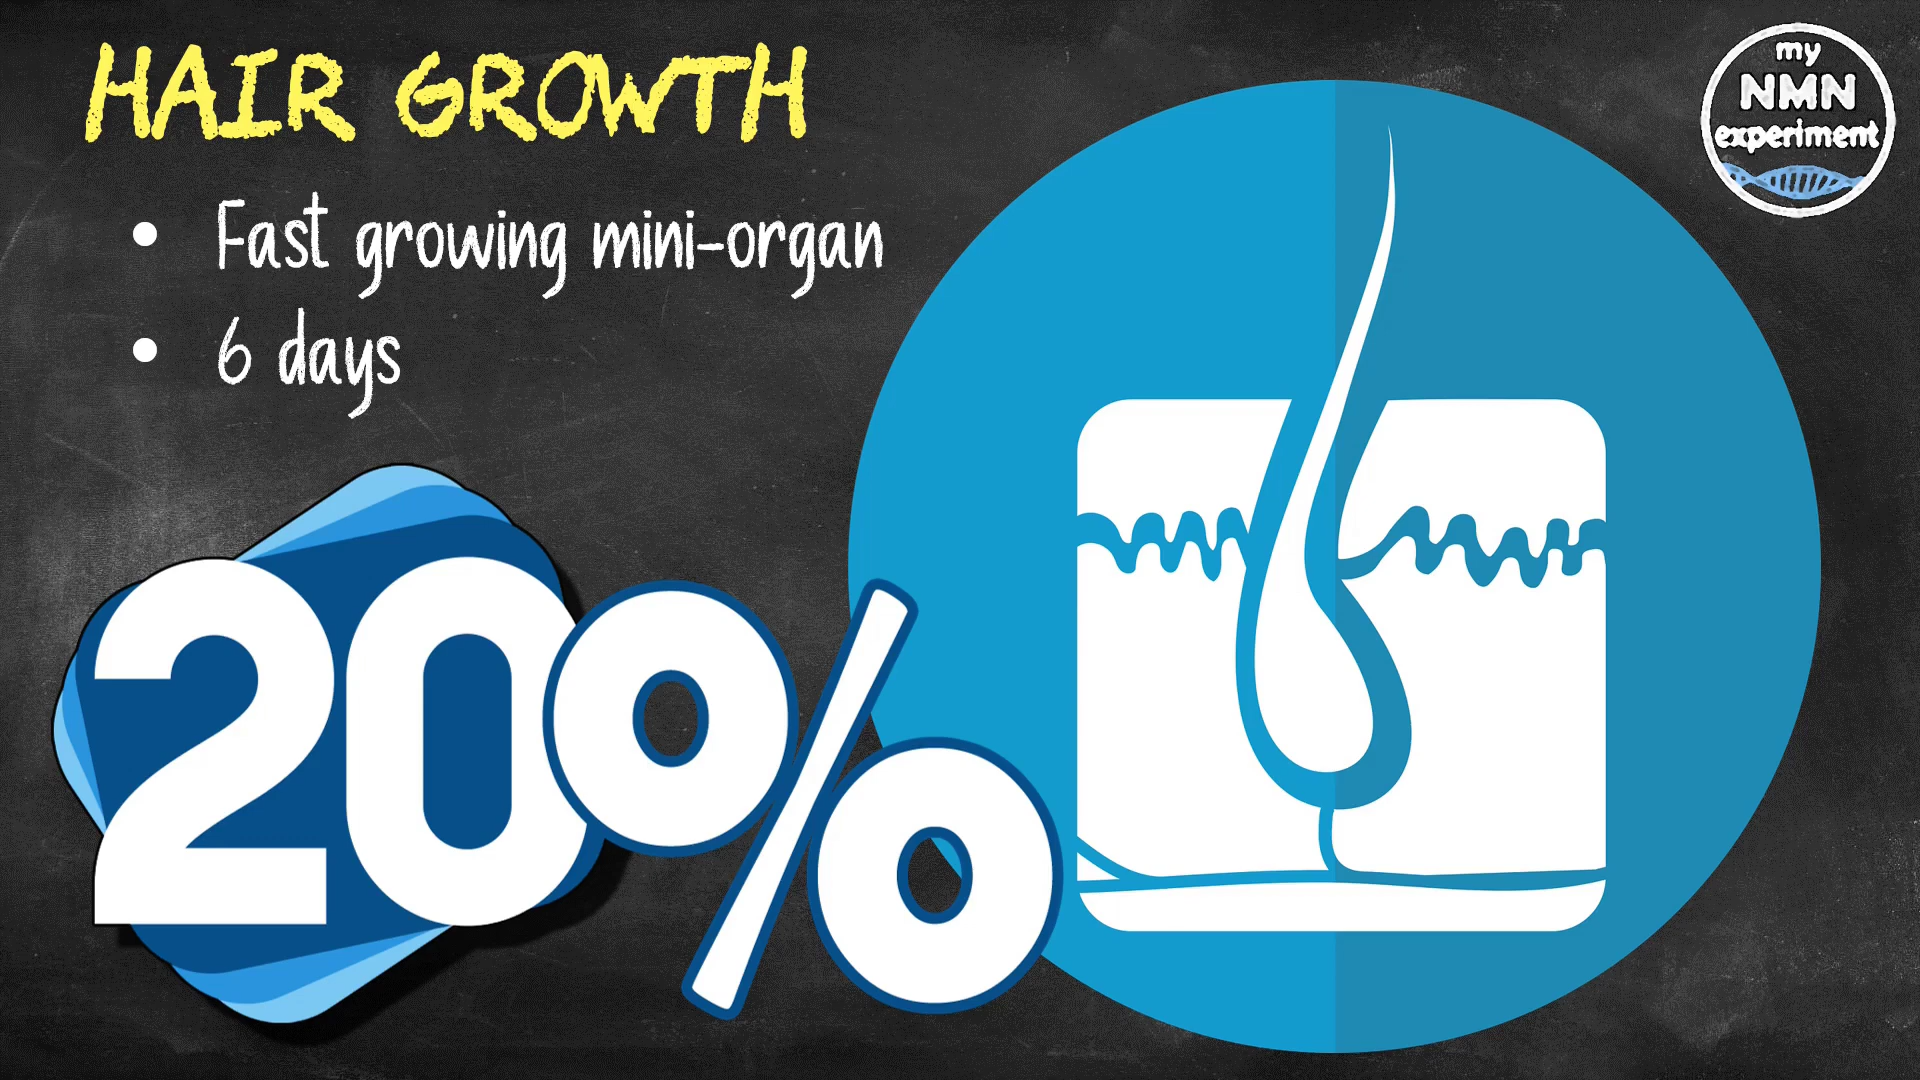 HAIR GROWTH
• Fast growing mini-organ
• 6 days
20%
my
NMN
experiment